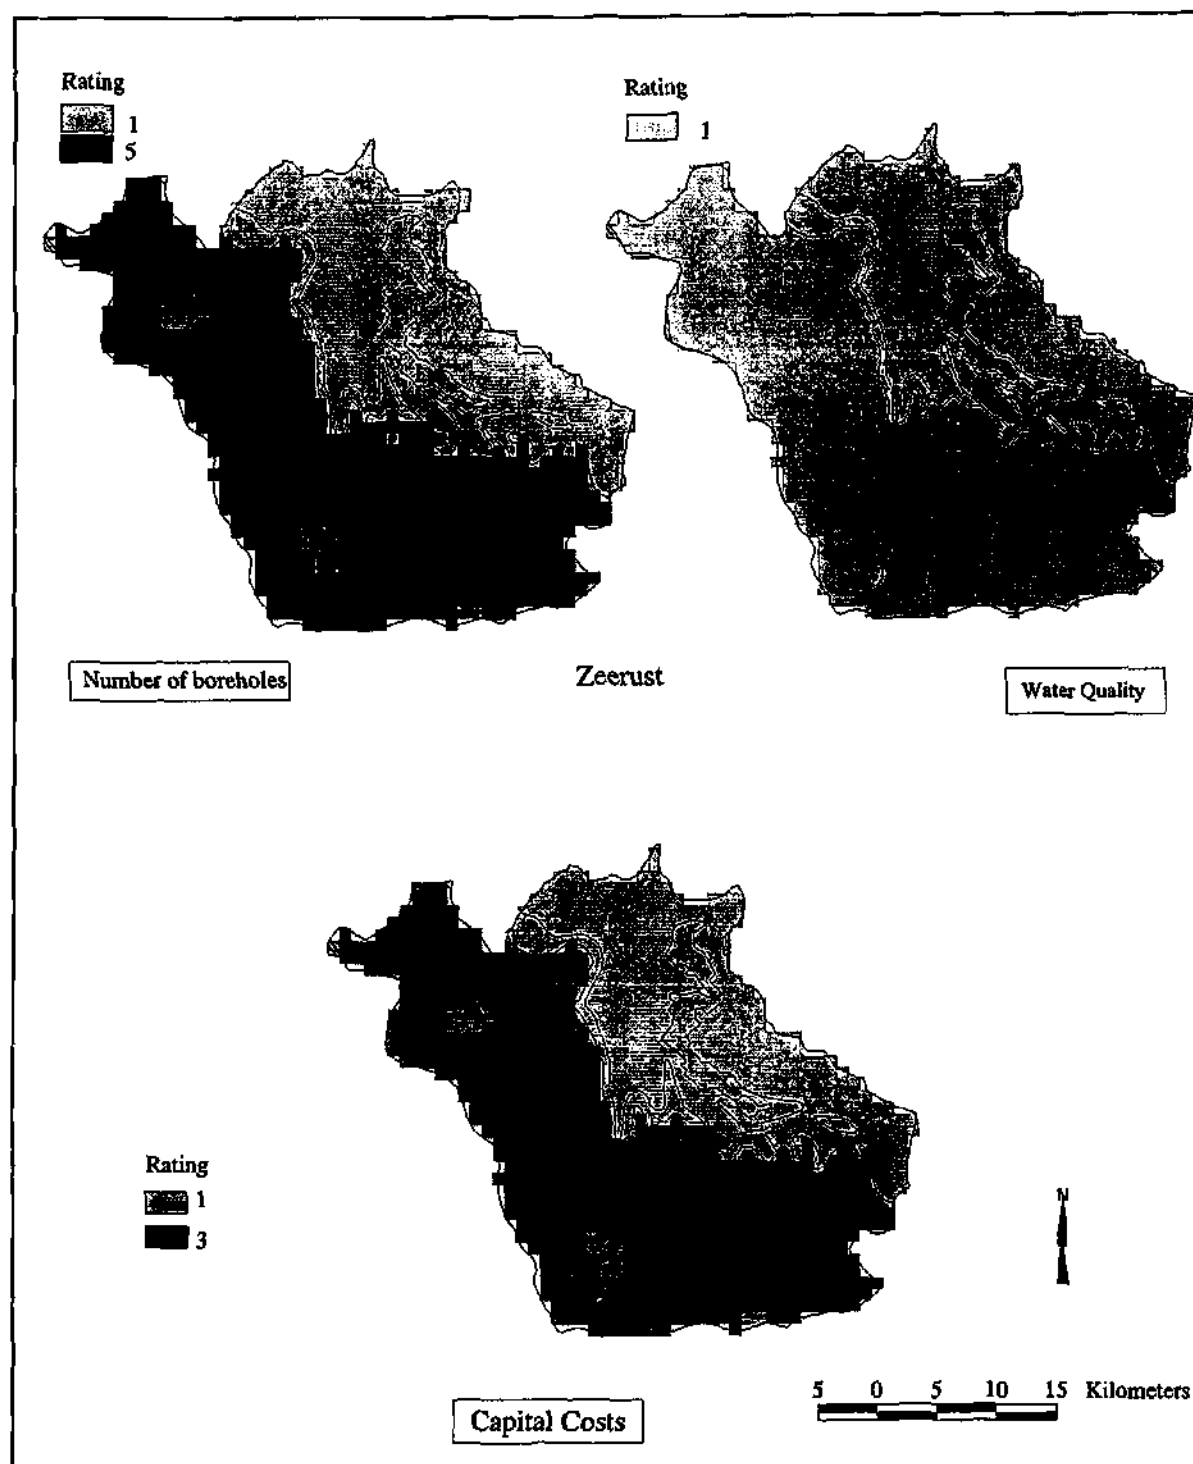 Rating
1
5
Rating
1
Number of boreholes
Zeerust
Water Quality
Rating
1
3
N
5 0 5 10 15 Kilometers
Capital Costs